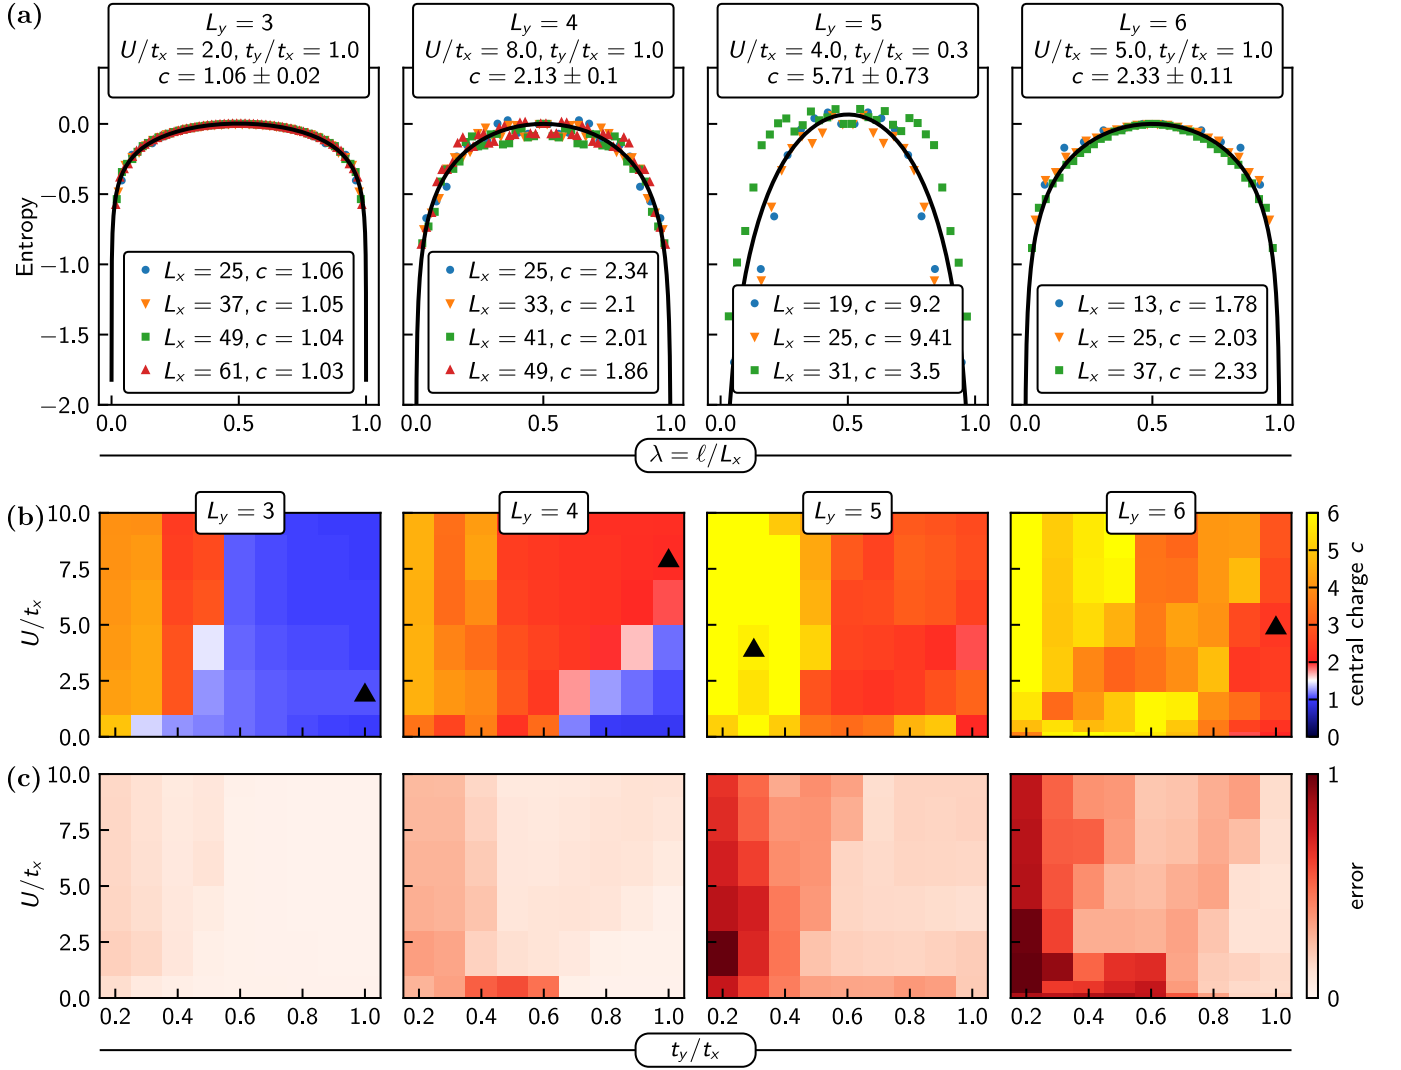 (a)
L_y = 3
U/t_x = 2.0, t_y/t_x = 1.0
c = 1.06 ± 0.02
L_y = 4
U/t_x = 8.0, t_y/t_x = 1.0
c = 2.13 ± 0.1
L_y = 5
U/t_x = 4.0, t_y/t_x = 0.3
c = 5.71 ± 0.73
L_y = 6
U/t_x = 5.0, t_y/t_x = 1.0
c = 2.33 ± 0.11
Entropy
0.0
−0.5
−1.0
−1.5
−2.0
L_x = 25, c = 1.06
L_x = 37, c = 1.05
L_x = 49, c = 1.04
L_x = 61, c = 1.03
L_x = 25, c = 2.34
L_x = 33, c = 2.1
L_x = 41, c = 2.01
L_x = 49, c = 1.86
L_x = 19, c = 9.2
L_x = 25, c = 9.41
L_x = 31, c = 3.5
L_x = 13, c = 1.78
L_x = 25, c = 2.03
L_x = 37, c = 2.33
0.0 0.5 1.0 0.0 0.5 1.0 0.0 0.5 1.0 0.0 0.5 1.0
λ = ℓ/L_x
(b)
L_y = 3
L_y = 4
L_y = 5
L_y = 6
U/t_x
10.0
7.5
5.0
2.5
0.0
6
5
4
3
2
1
0
central charge c
(c)
U/t_x
10.0
7.5
5.0
2.5
0.0
0.2 0.4 0.6 0.8 1.0 0.2 0.4 0.6 0.8 1.0 0.2 0.4 0.6 0.8 1.0 0.2 0.4 0.6 0.8 1.0
1
0
error
t_y/t_x